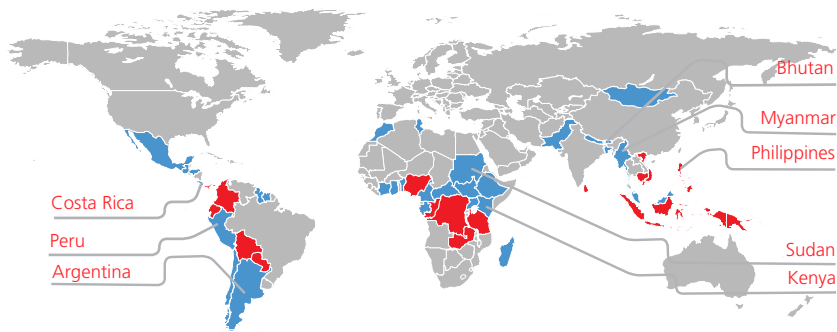 Bhutan
Myanmar
Philippines
Costa Rica
Peru
Argentina
Sudan
Kenya